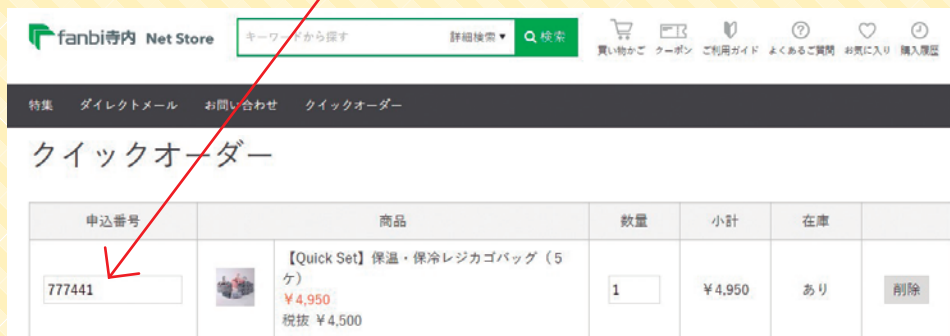 fanbi寺内 Net Store
キーワードから探す
詳細検索▼
検索
買い物かご
クーポン
ご利用ガイド
よくあるご質問
お気に入り
購入履歴
特集 ダイレクトメール お問い合わせ クイックオーダー
クイックオーダー
申込番号 商品 数量 小計 在庫
777441
【Quick Set】保温・保冷レジカゴバッグ（5
ケ）
¥4,950
税抜 ¥4,500
1
¥4,950
あり
削除